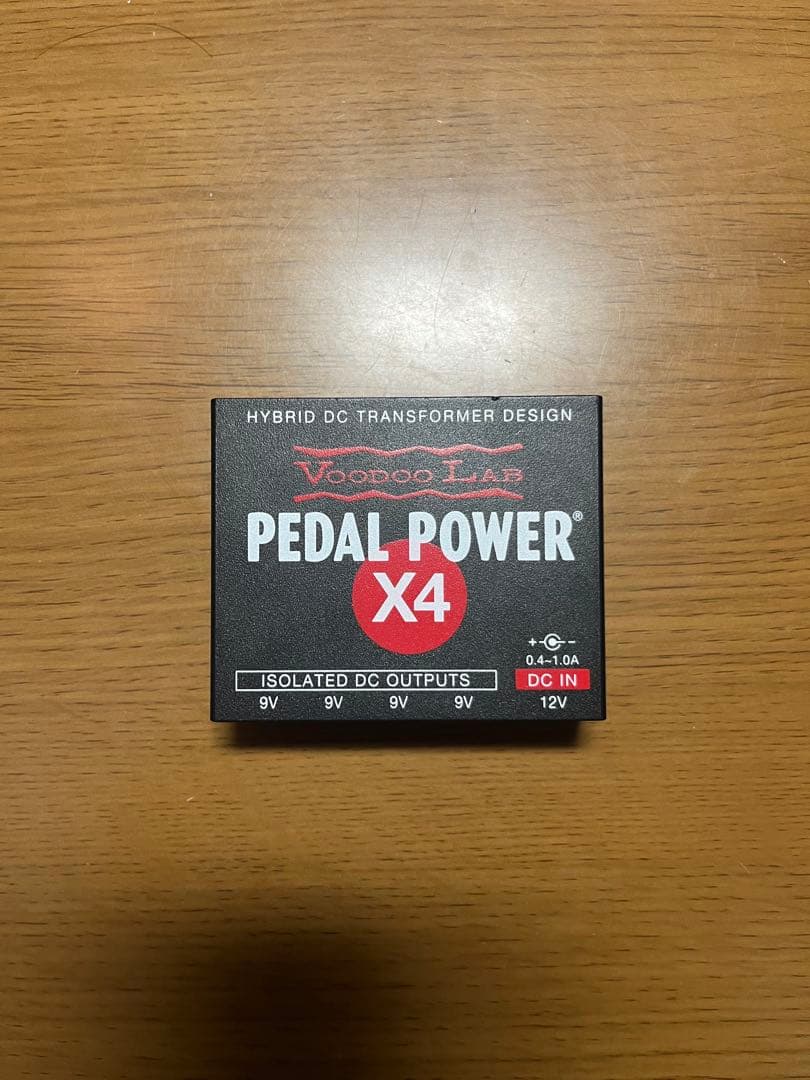 HYBRID DC TRANSFORMER DESIGN
VOODOO LAB
PEDAL POWER®
X4
+ -
0.4~1.0A
ISOLATED DC OUTPUTS DC IN
9V 9V 9V 9V 12V